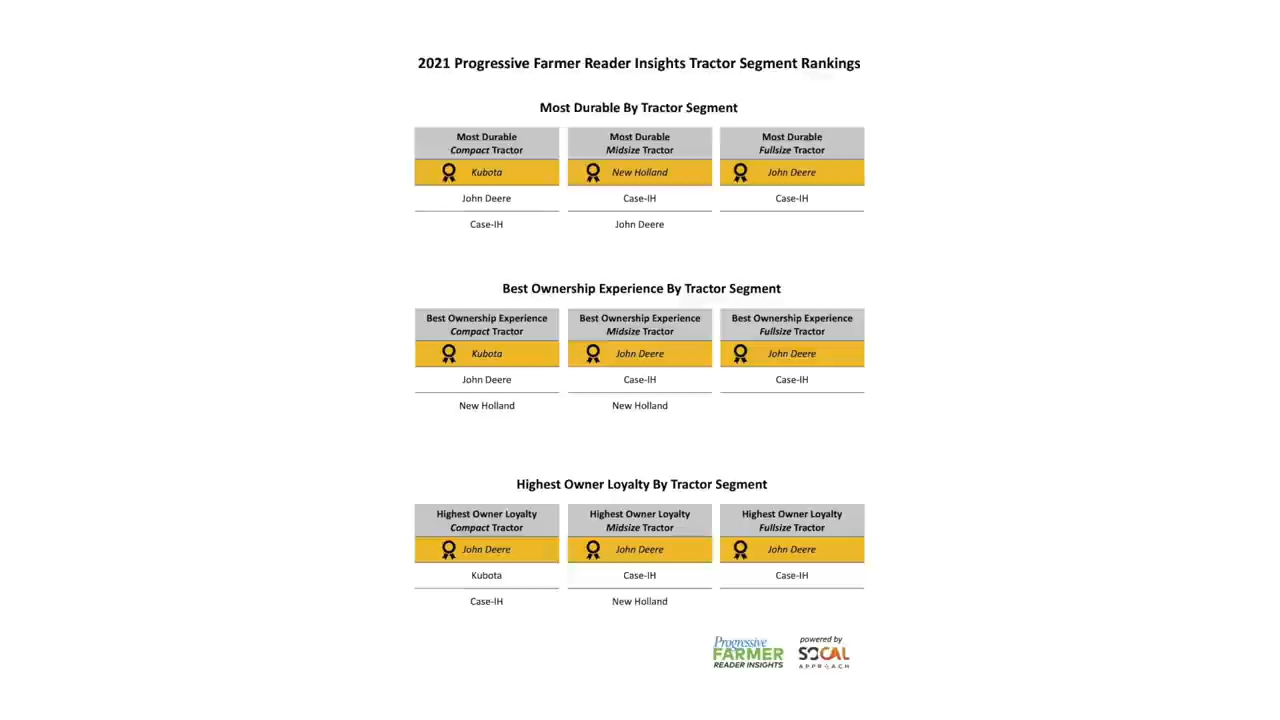 2021 Progressive Farmer Reader Insights Tractor Segment Rankings
Most Durable By Tractor Segment
Most Durable
Compact Tractor
Kubota
John Deere
Case-IH
Most Durable
Midsize Tractor
New Holland
Case-IH
John Deere
Most Durable
Fullsize Tractor
John Deere
Case-IH
Best Ownership Experience By Tractor Segment
Best Ownership Experience
Compact Tractor
Kubota
John Deere
New Holland
Best Ownership Experience
Midsize Tractor
John Deere
Case-IH
New Holland
Best Ownership Experience
Fullsize Tractor
John Deere
Case-IH
Highest Owner Loyalty By Tractor Segment
Highest Owner Loyalty
Compact Tractor
John Deere
Kubota
Case-IH
Highest Owner Loyalty
Midsize Tractor
John Deere
Case-IH
New Holland
Highest Owner Loyalty
Fullsize Tractor
John Deere
Case-IH
Progressive
FARMER
READER INSIGHTS
powered by
SOCAL
APPROACH